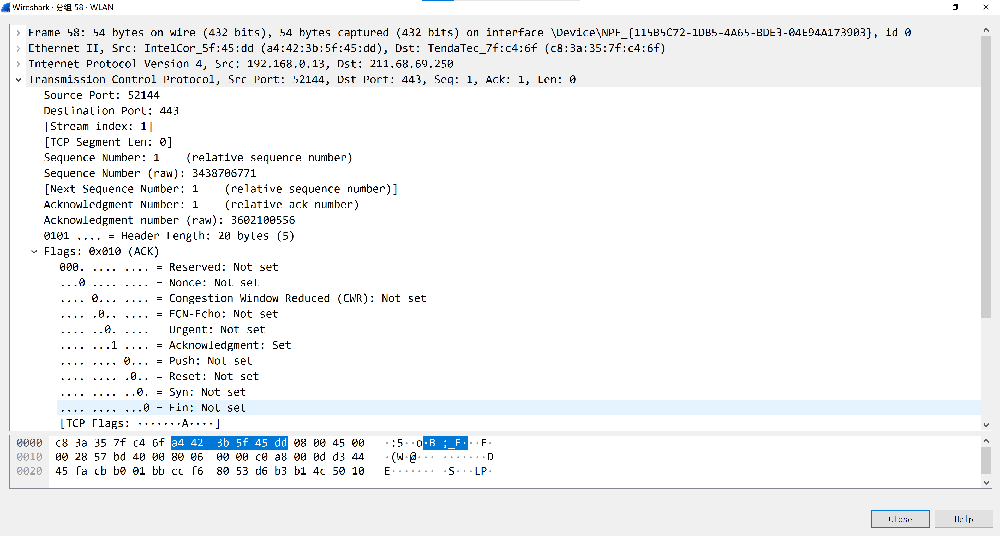 Wireshark · 分组 58 · WLAN
Frame 58: 54 bytes on wire (432 bits), 54 bytes captured (432 bits) on interface \Device\NPF_{115B5C72-1DB5-4A65-BDE3-04E94A173903}, id 0
Ethernet II, Src: IntelCor_5f:45:dd (a4:42:3b:5f:45:dd), Dst: TendaTec_7f:c4:6f (c8:3a:35:7f:c4:6f)
Internet Protocol Version 4, Src: 192.168.0.13, Dst: 211.68.69.250
Transmission Control Protocol, Src Port: 52144, Dst Port: 443, Seq: 1, Ack: 1, Len: 0
Source Port: 52144
Destination Port: 443
[Stream index: 1]
[TCP Segment Len: 0]
Sequence Number: 1    (relative sequence number)
Sequence Number (raw): 3438706771
[Next Sequence Number: 1    (relative sequence number)]
Acknowledgment Number: 1    (relative ack number)
Acknowledgment number (raw): 3602100556
0101 .... = Header Length: 20 bytes (5)
Flags: 0x010 (ACK)
000. .... .... = Reserved: Not set
...0 .... .... = Nonce: Not set
.... 0... .... = Congestion Window Reduced (CWR): Not set
.... .0.. .... = ECN-Echo: Not set
.... ..0. .... = Urgent: Not set
.... ...1 .... = Acknowledgment: Set
.... .... 0... = Push: Not set
.... .... .0.. = Reset: Not set
.... .... ..0. = Syn: Not set
.... .... ...0 = Fin: Not set
[TCP Flags: ·······A····]
0000 c8 3a 35 7f c4 6f a4 42 3b 5f 45 dd 08 00 45 00 ·:5··o·B ;_E···E·
0010 00 28 57 bd 40 00 80 06 00 00 c0 a8 00 0d d3 44 ·(W·@··· ·······D
0020 45 fa cb b0 01 bb cc f6 80 53 d6 b3 b1 4c 50 10 E······· ·S···LP·
Close
Help